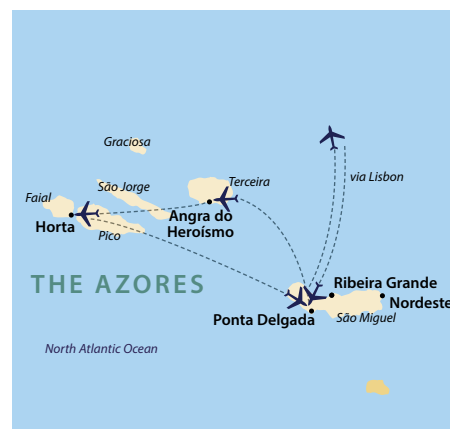 Graciosa
via Lisbon
São Jorge
Terceira
Faial
Angra do
Heroísmo
Horta
Pico
THE AZORES
Ribeira Grande
Nordeste
Ponta Delgada
São Miguel
North Atlantic Ocean